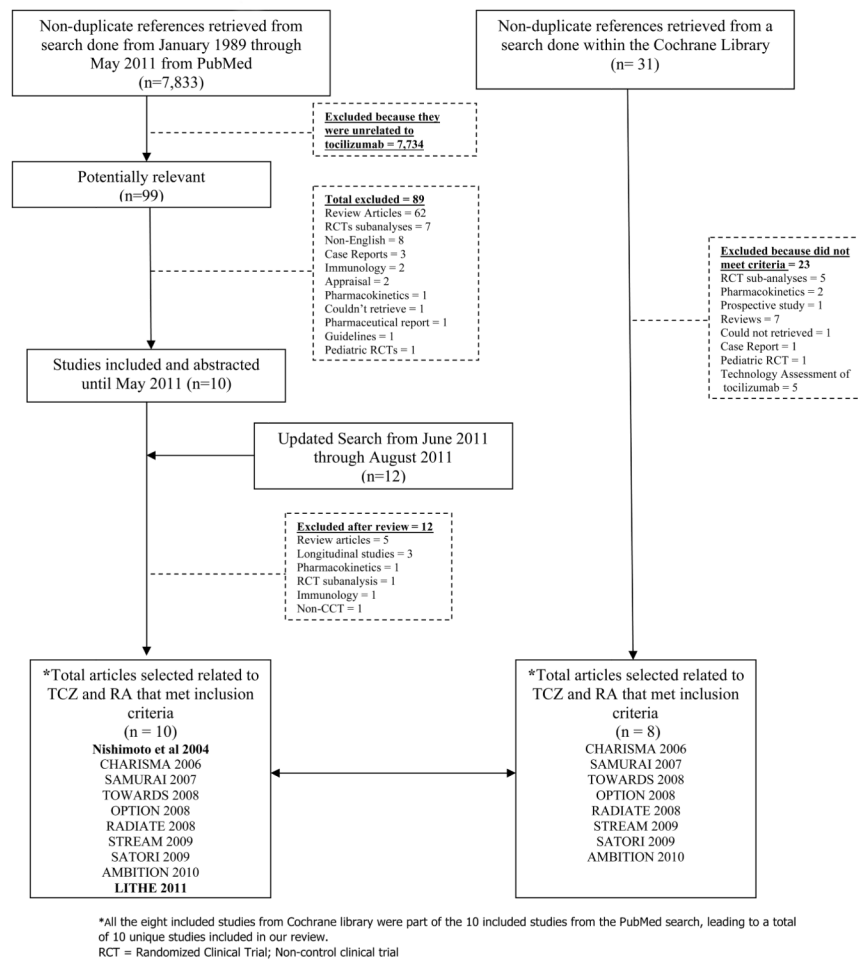 Non-duplicate references retrieved from
search done from January 1989 through
May 2011 from PubMed
(n=7,833)
Non-duplicate references retrieved from a
search done within the Cochrane Library
(n= 31)
Excluded because they
were unrelated to
tocilizumab = 7,734
Potentially relevant
(n=99)
Total excluded = 89
Review Articles = 62
RCTs subanalyses = 7
Non-English = 8
Case Reports = 3
Immunology = 2
Appraisal = 2
Pharmacokinetics = 1
Couldn't retrieve = 1
Pharmaceutical report = 1
Guidelines = 1
Pediatric RCTs = 1
Excluded because did not
meet criteria = 23
RCT sub-analyses = 5
Pharmacokinetics = 2
Prospective study = 1
Reviews = 7
Could not retrieved = 1
Case Report = 1
Pediatric RCT = 1
Technology Assessment of
tocilizumab = 5
Studies included and abstracted
until May 2011 (n=10)
Updated Search from June 2011
through August 2011
(n=12)
Excluded after review = 12
Review articles = 5
Longitudinal studies = 3
Pharmacokinetics = 1
RCT subanalysis = 1
Immunology = 1
Non-CCT = 1
*Total articles selected related to
TCZ and RA that met inclusion
criteria
(n = 10)
Nishimoto et al 2004
CHARISMA 2006
SAMURAI 2007
TOWARDS 2008
OPTION 2008
RADIATE 2008
STREAM 2009
SATORI 2009
AMBITION 2010
LITHE 2011
*Total articles selected related to
TCZ and RA that met inclusion
criteria
(n = 8)
CHARISMA 2006
SAMURAI 2007
TOWARDS 2008
OPTION 2008
RADIATE 2008
STREAM 2009
SATORI 2009
AMBITION 2010
*All the eight included studies from Cochrane library were part of the 10 included studies from the PubMed search, leading to a total
of 10 unique studies included in our review.
RCT = Randomized Clinical Trial; Non-control clinical trial